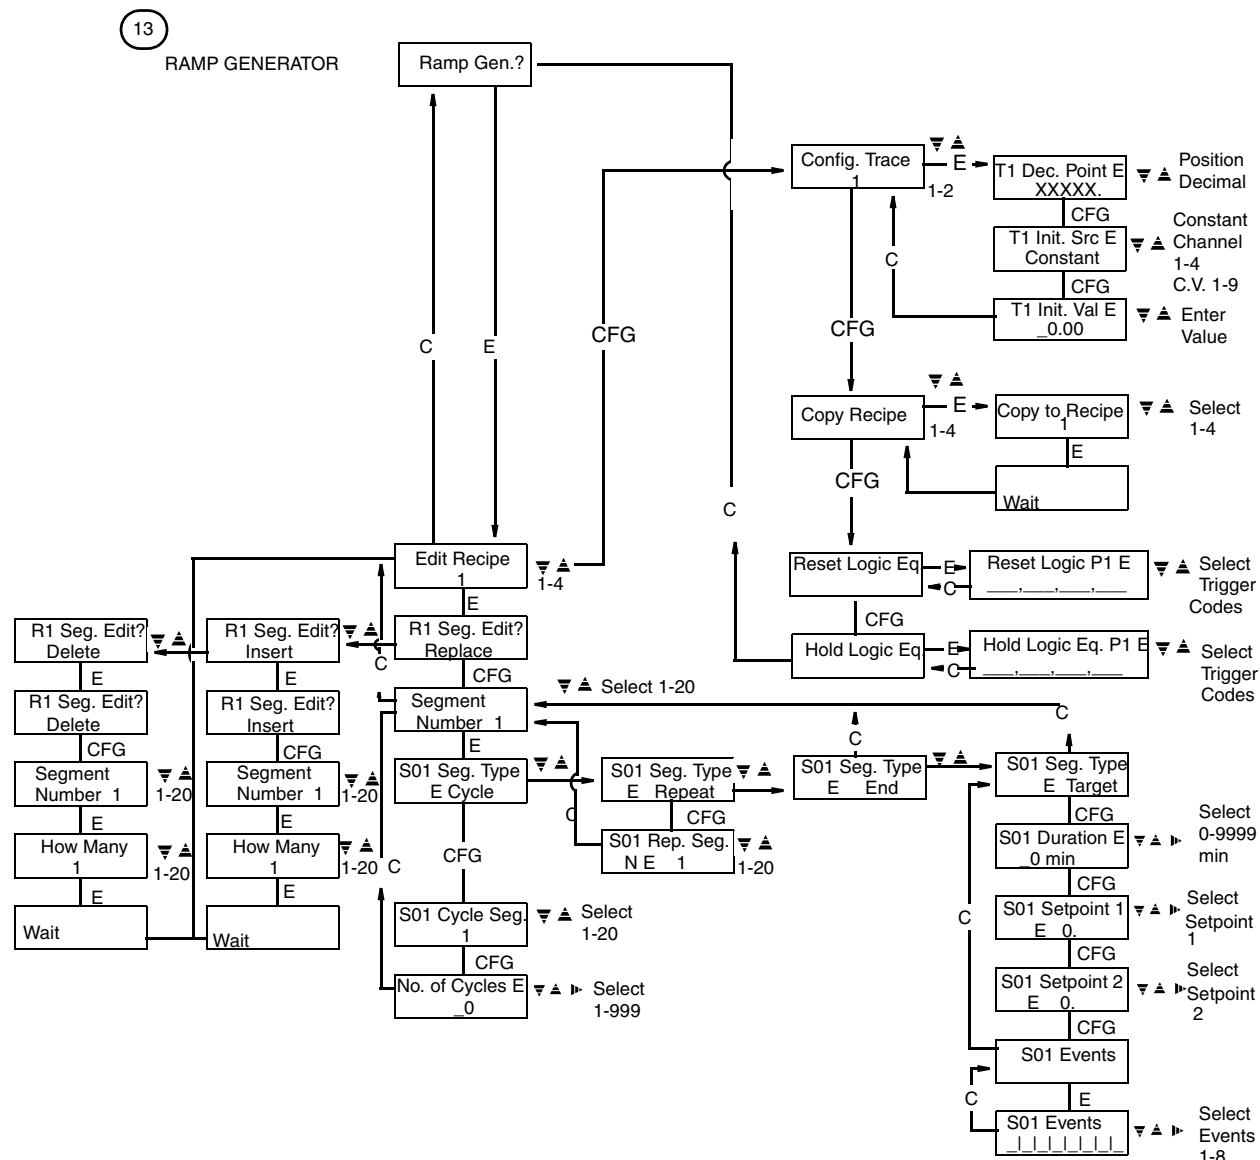 13
RAMP GENERATOR
Ramp Gen.?
C
E
CFG
C
Config. Trace
1
E
1-2
T1 Dec. Point E
XXXXX.
Position
Decimal
CFG
T1 Init. Src E
Constant
Constant
Channel
1-4
C.V. 1-9
CFG
T1 Init. Val E
_0.00
Enter
Value
C
CFG
Copy Recipe
E
1-4
Copy to Recipe
1
Select
1-4
E
Wait
CFG
Reset Logic Eq
E
C
Reset Logic P1 E
___,___,___,___
Select
Trigger
Codes
CFG
Hold Logic Eq.
E
C
Hold Logic Eq. P1 E
___,___,___,___
Select
Trigger
Codes
Edit Recipe
1
1-4
E
R1 Seg. Edit?
Delete
R1 Seg. Edit?
Insert
R1 Seg. Edit?
Replace
C
E
E
CFG
R1 Seg. Edit?
Delete
R1 Seg. Edit?
Insert
Segment
Number 1
Select 1-20
CFG
CFG
E
C
C
Segment
Number 1
1-20
Segment
Number 1
1-20
S01 Seg. Type
E Cycle
S01 Seg. Type
E Repeat
S01 Seg. Type
E End
S01 Seg. Type
E Target
E
E
C
CFG
CFG
How Many
1
1-20
How Many
1
1-20
C
CFG
S01 Rep. Seg.
N E 1
1-20
S01 Duration E
_0 min
Select
0-9999
min
E
E
CFG
Wait
Wait
S01 Cycle Seg.
1
Select
1-20
C
S01 Setpoint 1
E 0.
Select
Setpoint
1
CFG
CFG
No. of Cycles E
_0
Select
1-999
S01 Setpoint 2
E 0.
Select
Setpoint
2
CFG
S01 Events
C
E
S01 Events
_|_|_|_|_|_|_|_
Select
Events
1-8